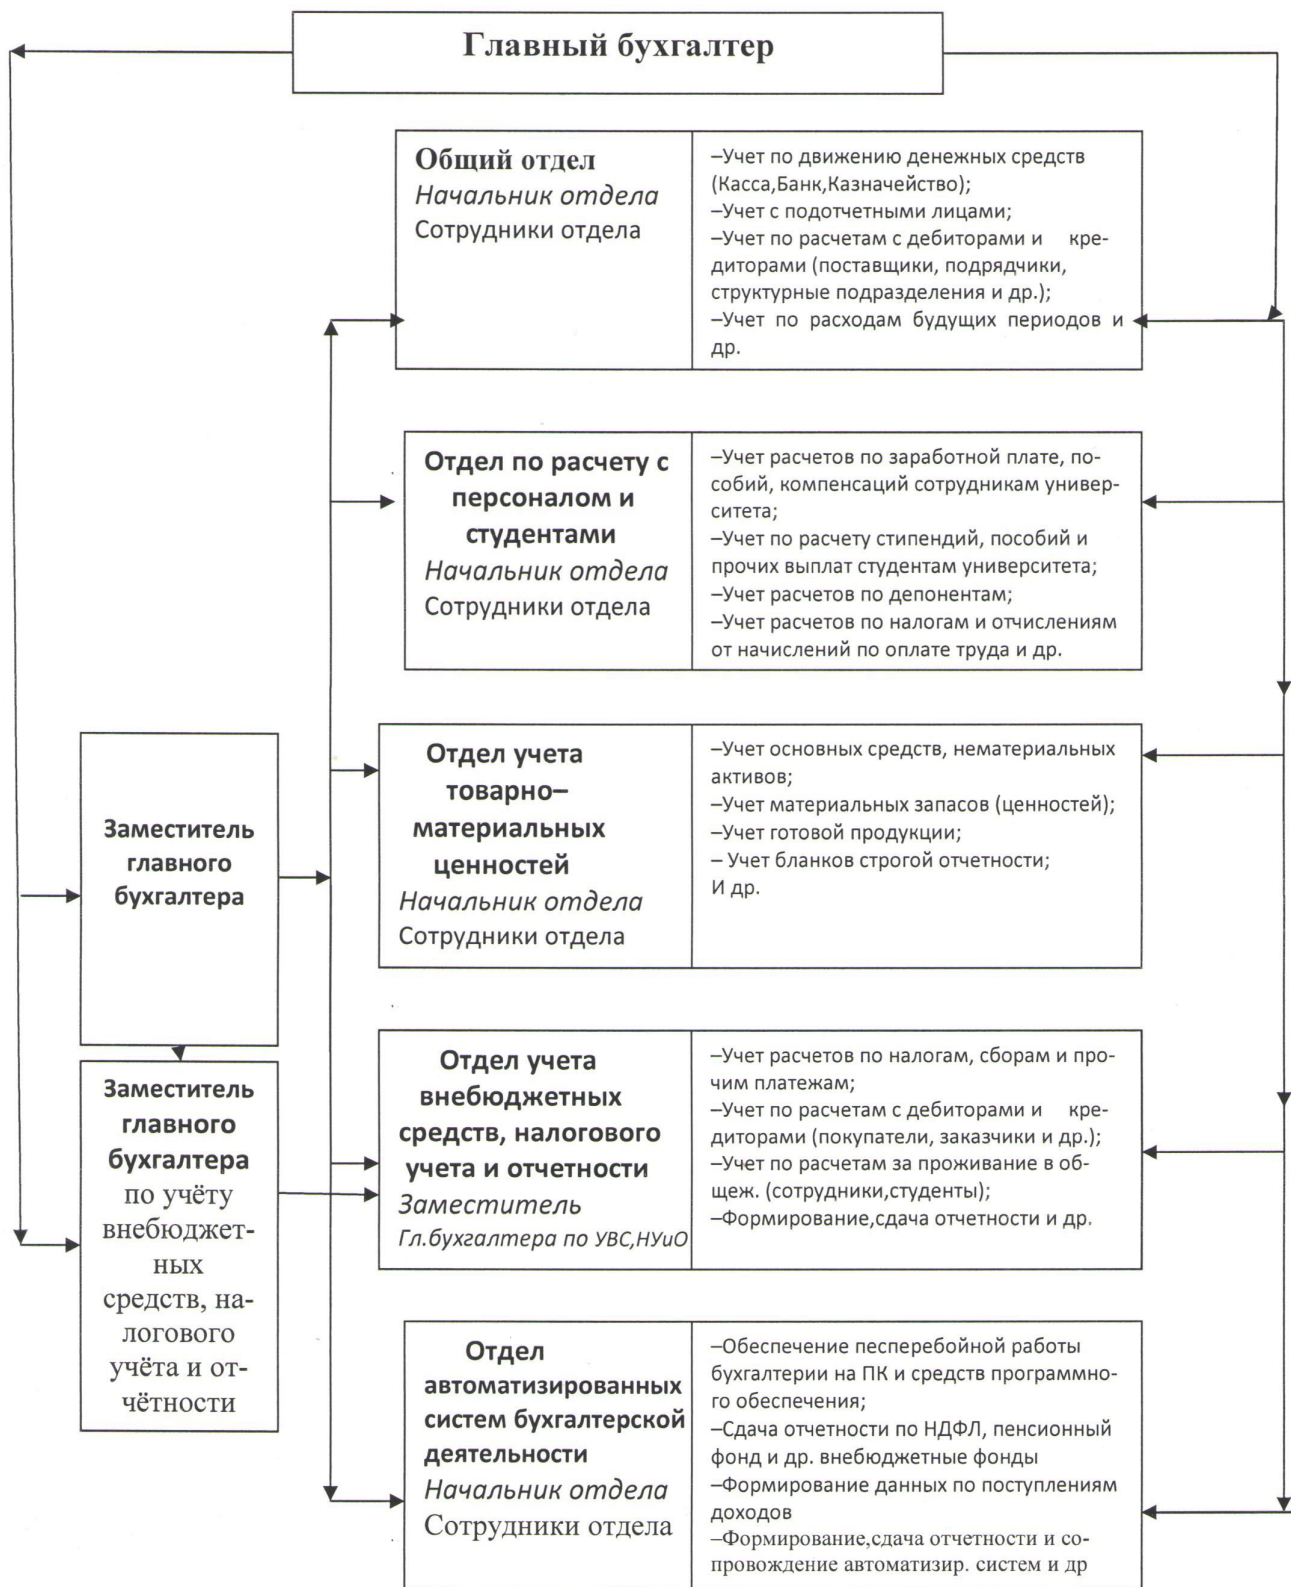 Главный бухгалтер
Общий отдел
Начальник отдела
Сотрудники отдела
–Учет по движению денежных средств
(Касса,Банк,Казначейство);
–Учет с подотчетными лицами;
–Учет по расчетам с дебиторами и кре-
диторами (поставщики, подрядчики,
структурные подразделения и др.);
–Учет по расходам будущих периодов и
др.
Отдел по расчету с
персоналом и
студентами
Начальник отдела
Сотрудники отдела
–Учет расчетов по заработной плате, по-
собий, компенсаций сотрудникам универ-
ситета;
–Учет по расчету стипендий, пособий и
прочих выплат студентам университета;
–Учет расчетов по депонентам;
–Учет расчетов по налогам и отчислениям
от начислений по оплате труда и др.
Заместитель
главного
бухгалтера
Отдел учета
товарно–
материальных
ценностей
Начальник отдела
Сотрудники отдела
–Учет основных средств, нематериальных
активов;
–Учет материальных запасов (ценностей);
–Учет готовой продукции;
– Учет бланков строгой отчетности;
И др.
Заместитель
главного
бухгалтера
по учёту
внебюджет-
ных
средств, на-
логового
учёта и от-
чётности
Отдел учета
внебюджетных
средств, налогового
учета и отчетности
Заместитель
Гл.бухгалтера по УВС,НУиО
–Учет расчетов по налогам, сборам и про-
чим платежам;
–Учет по расчетам с дебиторами и кре-
диторами (покупатели, заказчики и др.);
–Учет по расчетам за проживание в об-
щеж. (сотрудники,студенты);
–Формирование,сдача отчетности и др.
Отдел
автоматизированных
систем бухгалтерской
деятельности
Начальник отдела
Сотрудники отдела
–Обеспечение песперебойной работы
бухгалтерии на ПК и средств программно-
го обеспечения;
–Сдача отчетности по НДФЛ, пенсионный
фонд и др. внебюджетные фонды
–Формирование данных по поступлениям
доходов
–Формирование,сдача отчетности и со-
провождение автоматизир. систем и др